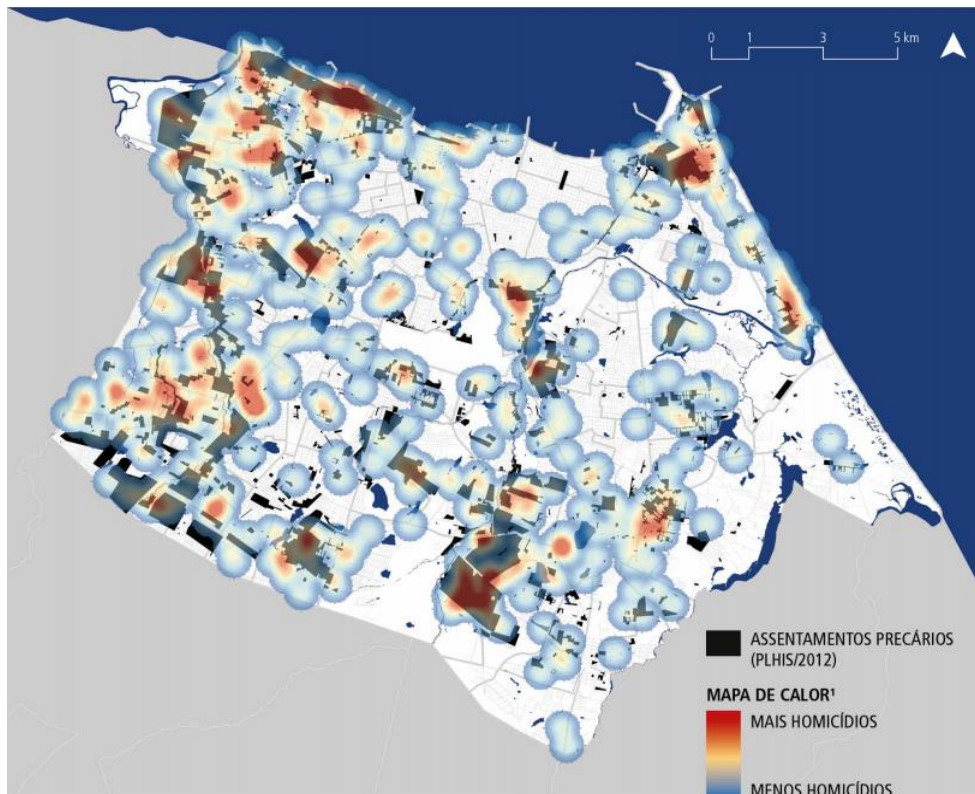 0 1 3 5 km
ASSENTAMENTOS PRECÁRIOS
(PLHIS/2012)
MAPA DE CALOR¹
MAIS HOMICÍDIOS
MENOS HOMICÍDIOS